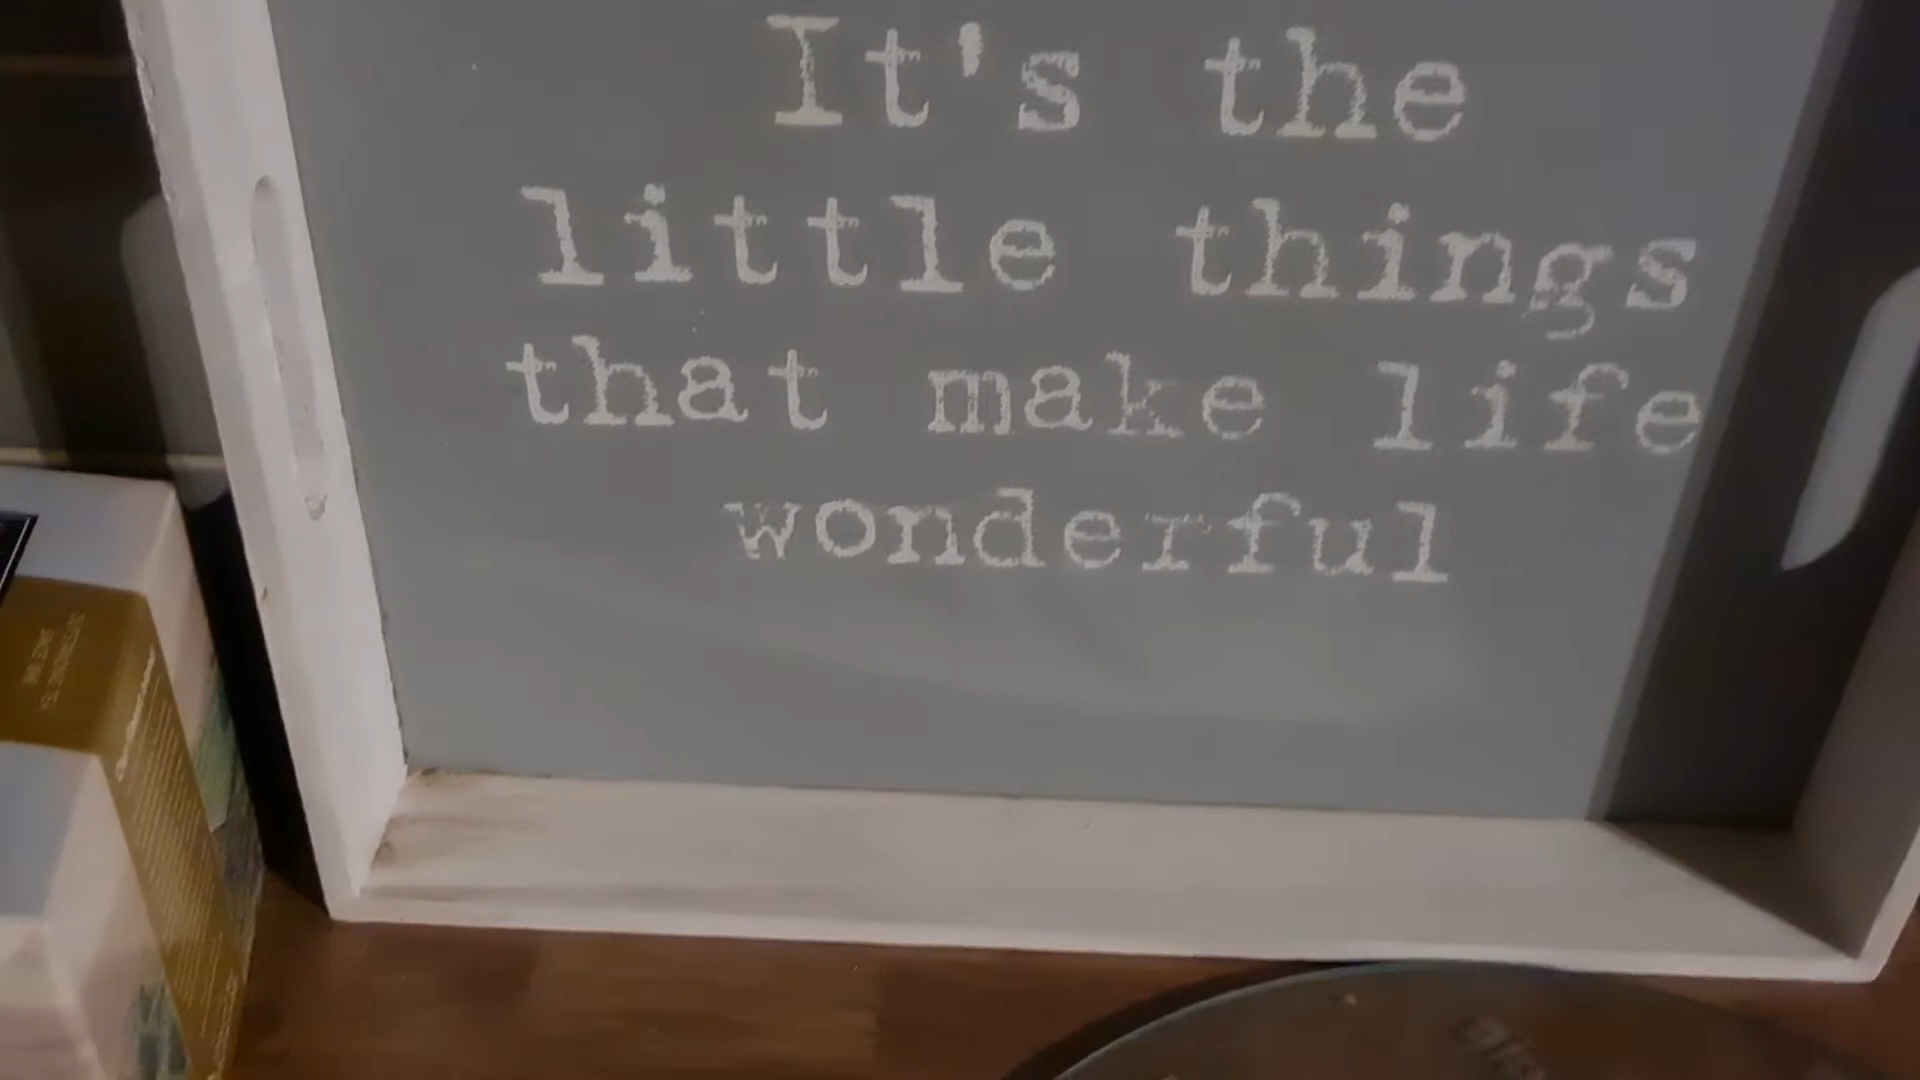 It's the
little things
that make life
wonderful